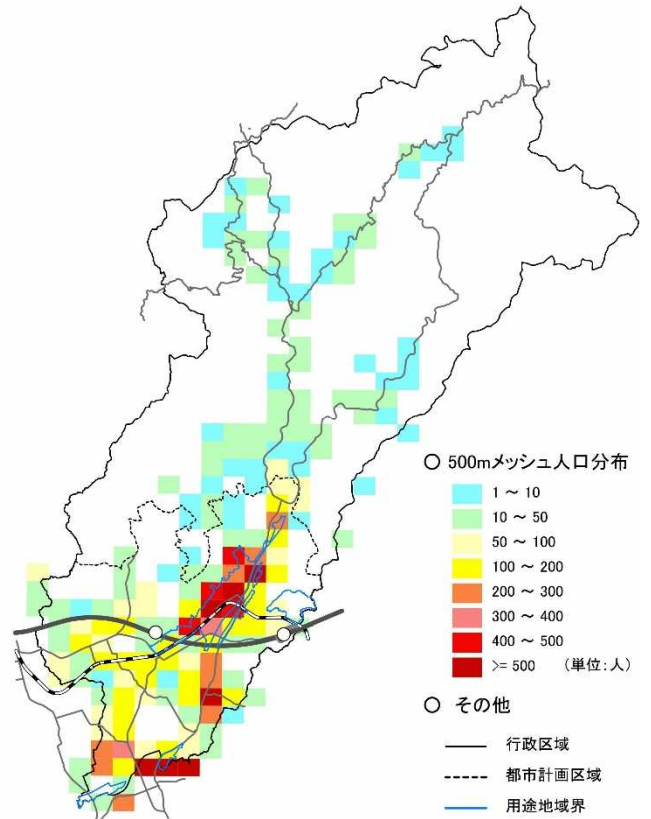 ○ 500mメッシュ人口分布
1 ～ 10
10 ～ 50
50 ～ 100
100 ～ 200
200 ～ 300
300 ～ 400
400 ～ 500
>= 500 (単位:人)
○ その他
行政区域
都市計画区域
用途地域界